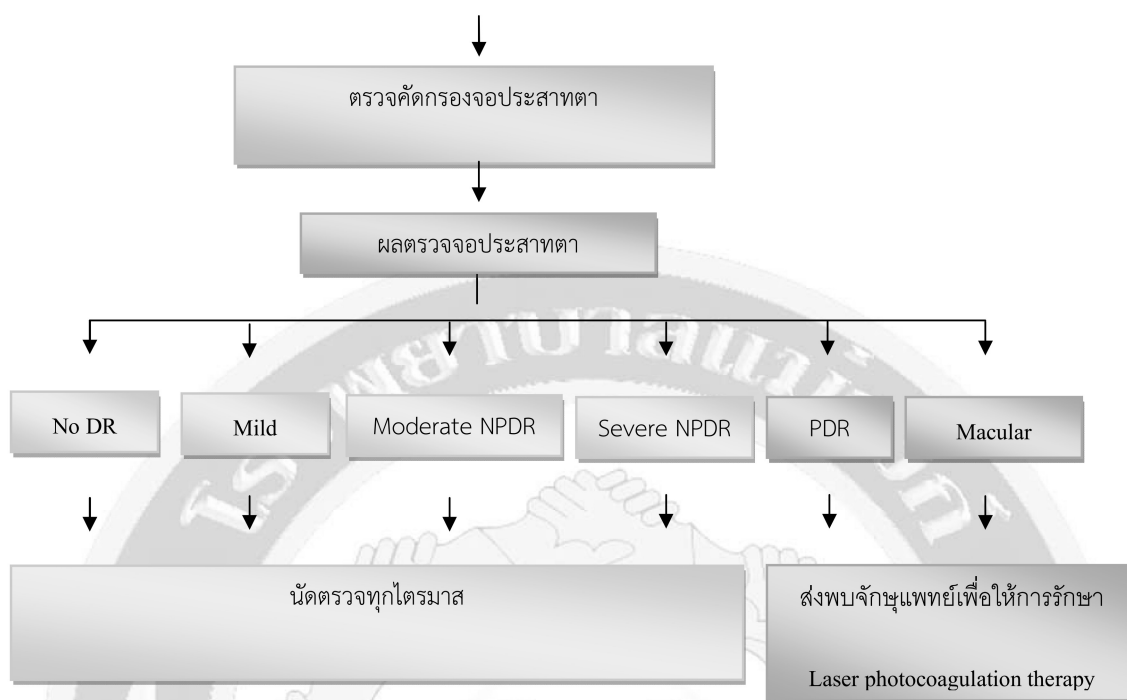 ตรวจคัดกรองจอประสาทตา
ผลตรวจจอประสาทตา
No DR
Mild
Moderate NPDR
Severe NPDR
PDR
Macular
นัดตรวจทุกไตรมาส
ส่งพบจักษุแพทย์เพื่อให้การรักษา
Laser photocoagulation therapy